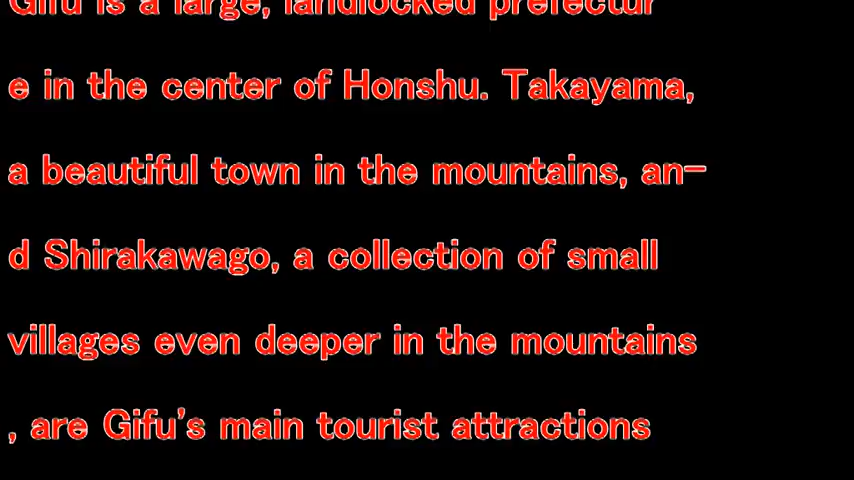 Gifu is a large, landlocked prefectur
e in the center of Honshu. Takayama,
a beautiful town in the mountains, an-
d Shirakawago, a collection of small
villages even deeper in the mountains
, are Gifu's main tourist attractions